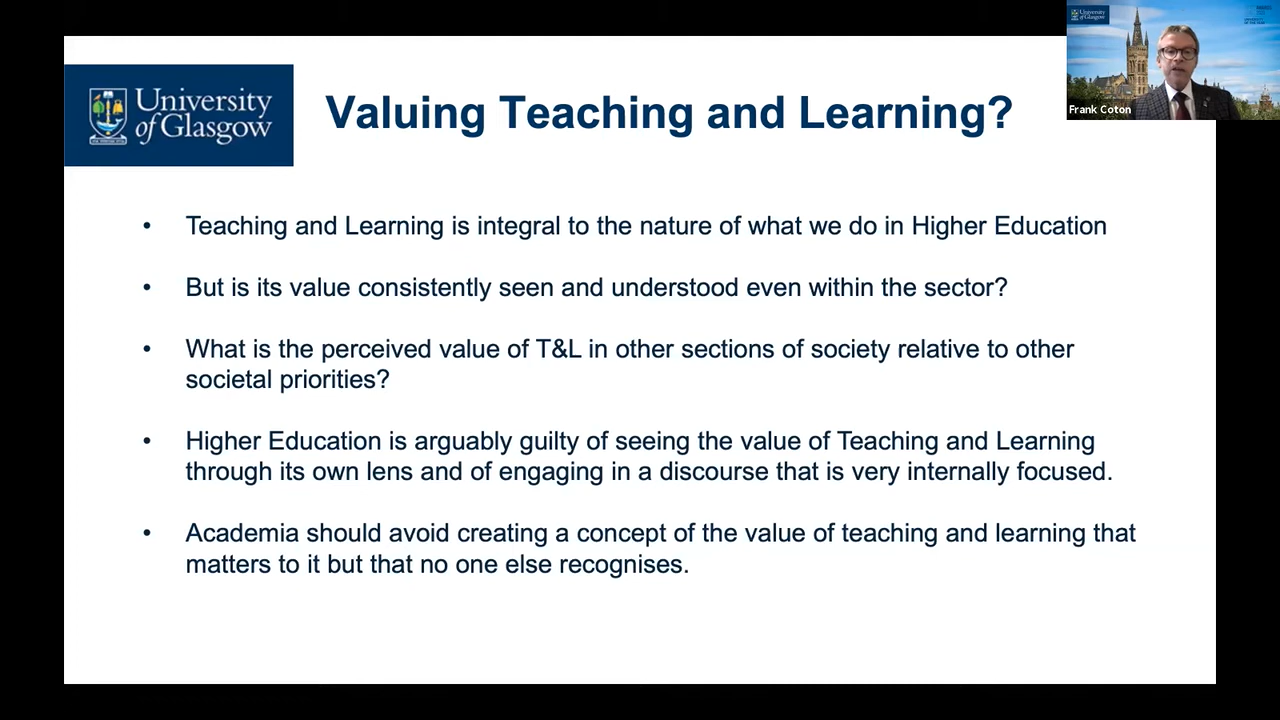 University
of Glasgow
Valuing Teaching and Learning?
University
of Glasgow
Frank Coton
• Teaching and Learning is integral to the nature of what we do in Higher Education
• But is its value consistently seen and understood even within the sector?
• What is the perceived value of T&L in other sections of society relative to other
societal priorities?
• Higher Education is arguably guilty of seeing the value of Teaching and Learning
through its own lens and of engaging in a discourse that is very internally focused.
• Academia should avoid creating a concept of the value of teaching and learning that
matters to it but that no one else recognises.